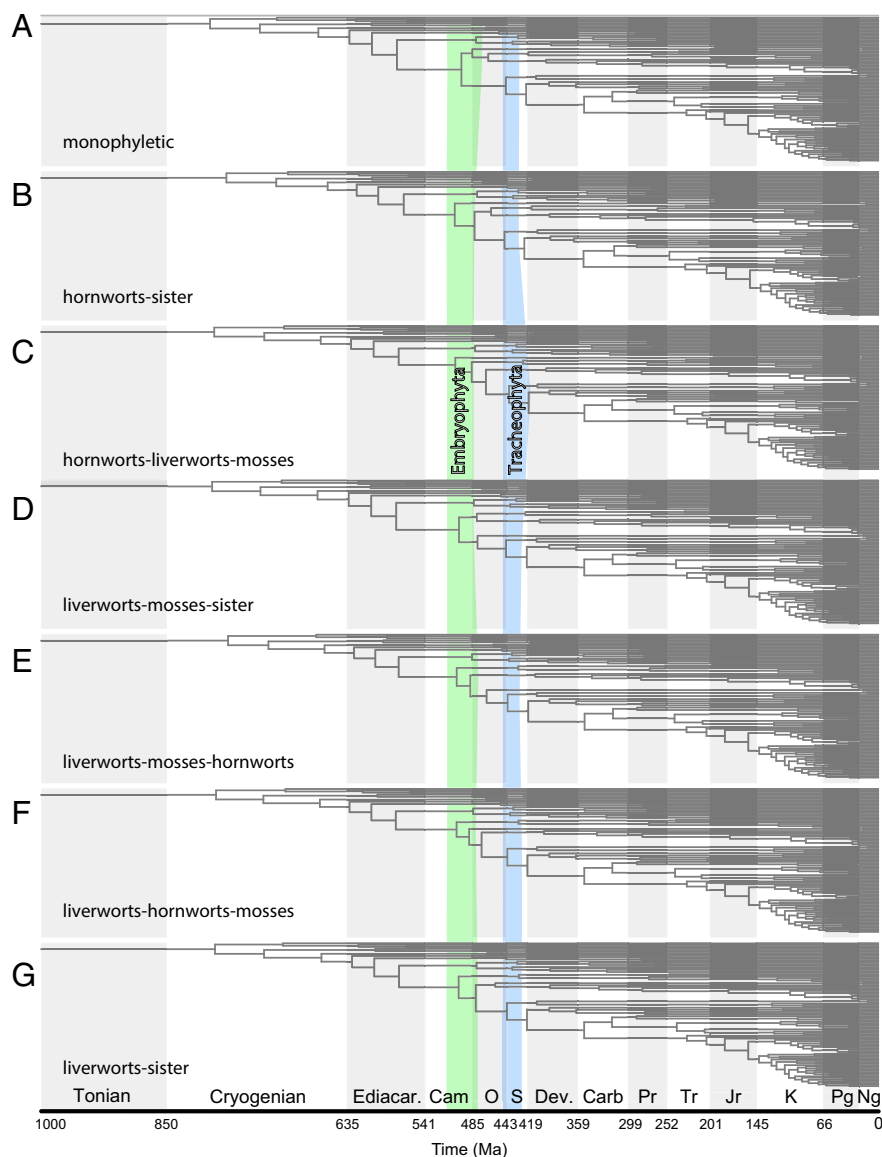 A
monophyletic
B
hornworts-sister
C
Embryophyta
Tracheophyta
hornworts-liverworts-mosses
D
liverworts-mosses-sister
E
liverworts-mosses-hornworts
F
liverworts-hornworts-mosses
G
liverworts-sister
Tonian Cryogenian Ediacar. Cam O S Dev. Carb Pr Tr Jr K Pg Ng
1000 850 635 541 485 443 419 359 299 252 201 145 66 0
Time (Ma)